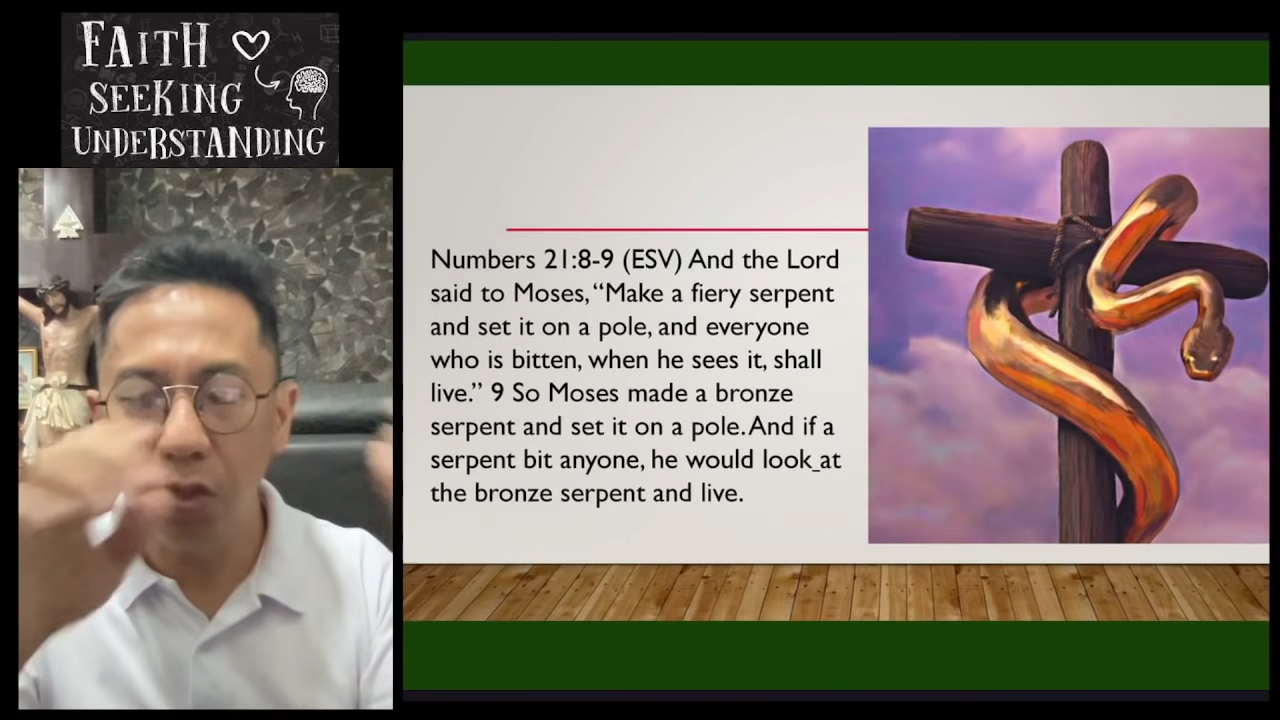 FAITH
SEEKING
UNDERSTANDING
Numbers 21:8-9 (ESV) And the Lord
said to Moses, “Make a fiery serpent
and set it on a pole, and everyone
who is bitten, when he sees it, shall
live.” 9 So Moses made a bronze
serpent and set it on a pole. And if a
serpent bit anyone, he would look_at
the bronze serpent and live.